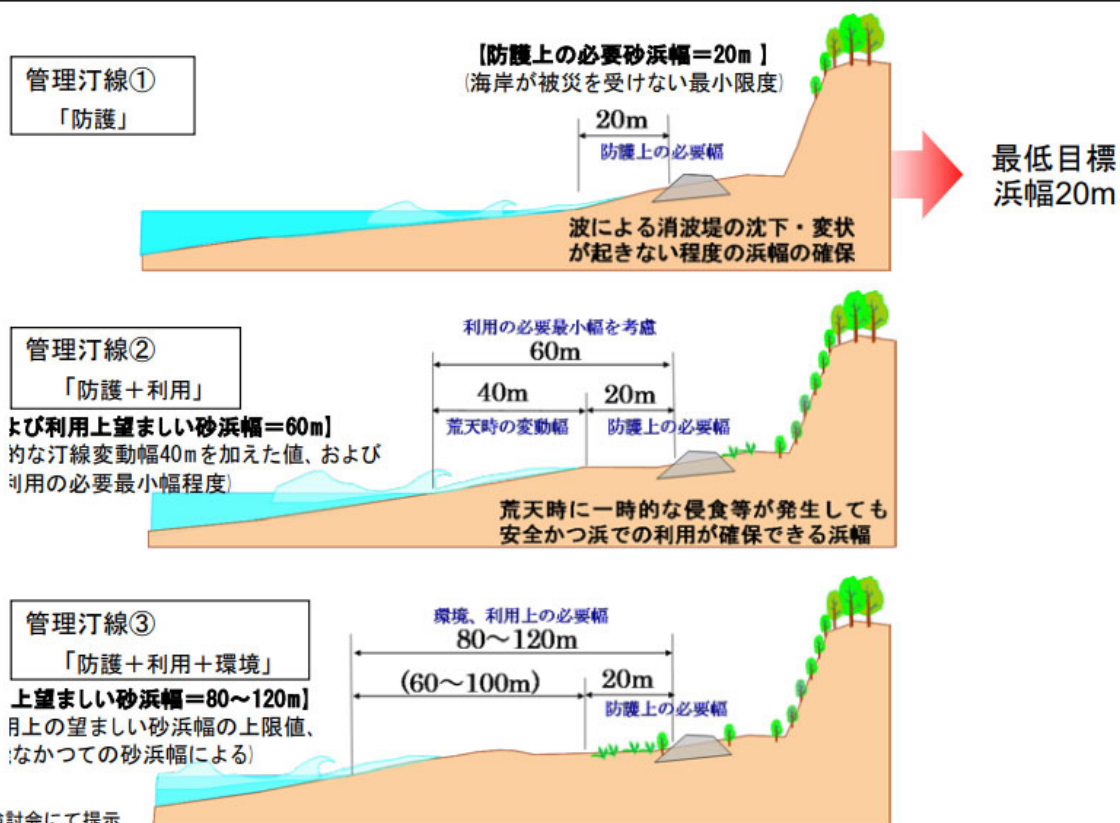 管理汀線①
「防護」
【防護上の必要砂浜幅＝20m 】
(海岸が被災を受けない最小限度)
20m
防護上の必要幅
波による消波堤の沈下・変状
が起きない程度の浜幅の確保
最低目標
浜幅20m
管理汀線②
「防護＋利用」
よび利用上望ましい砂浜幅＝60m】
的な汀線変動幅40mを加えた値、および
利用の必要最小幅程度)
利用の必要最小幅を考慮
60m
40m
20m
荒天時の変動幅
防護上の必要幅
荒天時に一時的な侵食等が発生しても
安全かつ浜での利用が確保できる浜幅
管理汀線③
「防護＋利用＋環境」
上望ましい砂浜幅＝80～120m】
用上の望ましい砂浜幅の上限値、
なかつての砂浜幅による)
環境、利用上の必要幅
80～120m
(60～100m)
20m
防護上の必要幅
討会にて提示